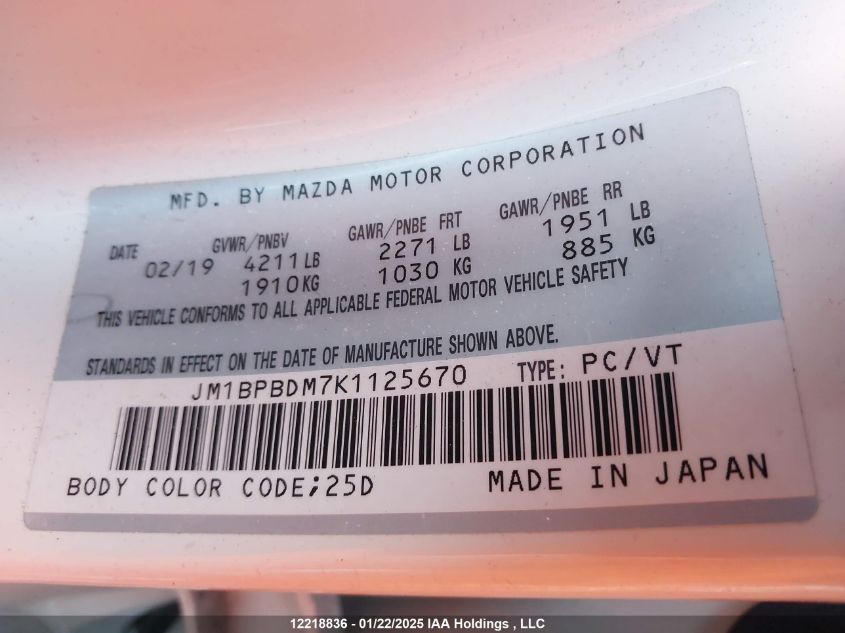 MFD. BY MAZDA MOTOR CORPORATION
DATE GVWR/PNBV GAWR/PNBE FRT GAWR/PNBE RR
02/19 4211LB 2271 LB 1951 LB
1910KG 1030 KG 885 KG
THIS VEHICLE CONFORMS TO ALL APPLICABLE FEDERAL MOTOR VEHICLE SAFETY
STANDARDS IN EFFECT ON THE DATE OF MANUFACTURE SHOWN ABOVE.
JM1BPBDM7K1125670 TYPE: PC/VT
BODY COLOR CODE;25D MADE IN JAPAN
12218836 - 01/22/2025 IAA Holdings , LLC